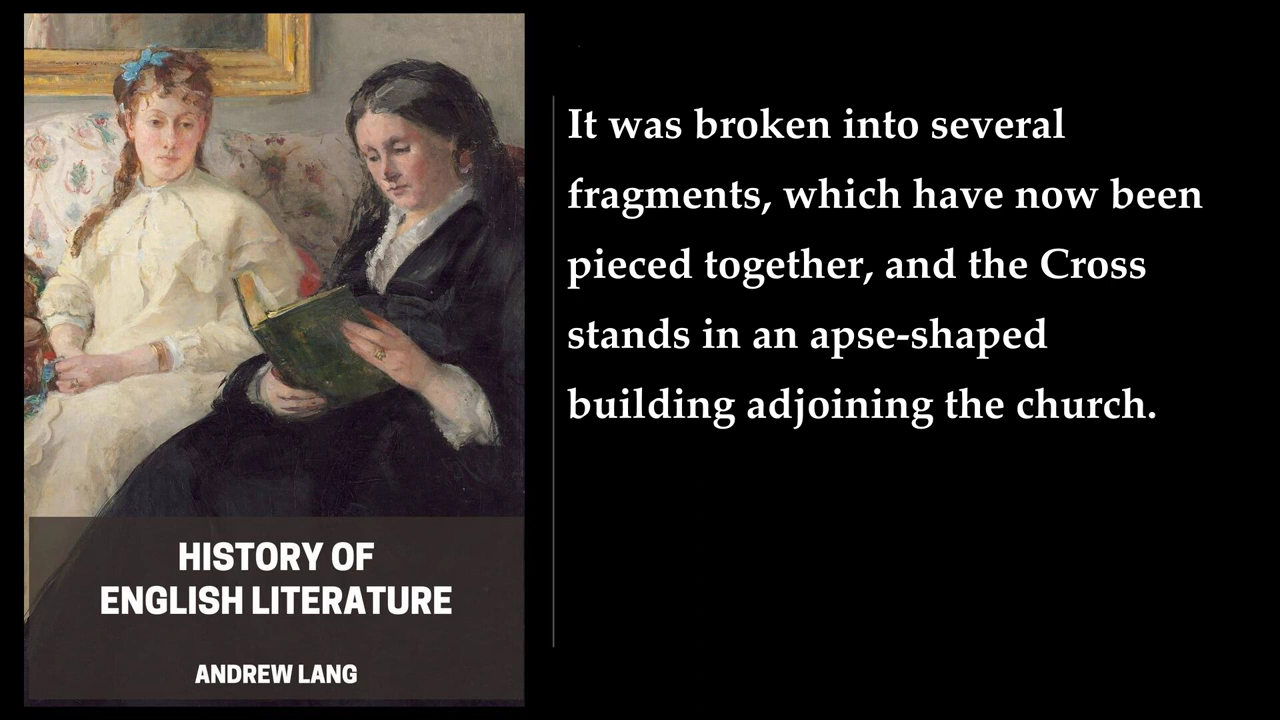 It was broken into several
fragments, which have now been
pieced together, and the Cross
stands in an apse-shaped
building adjoining the church.
HISTORY OF
ENGLISH LITERATURE
ANDREW LANG